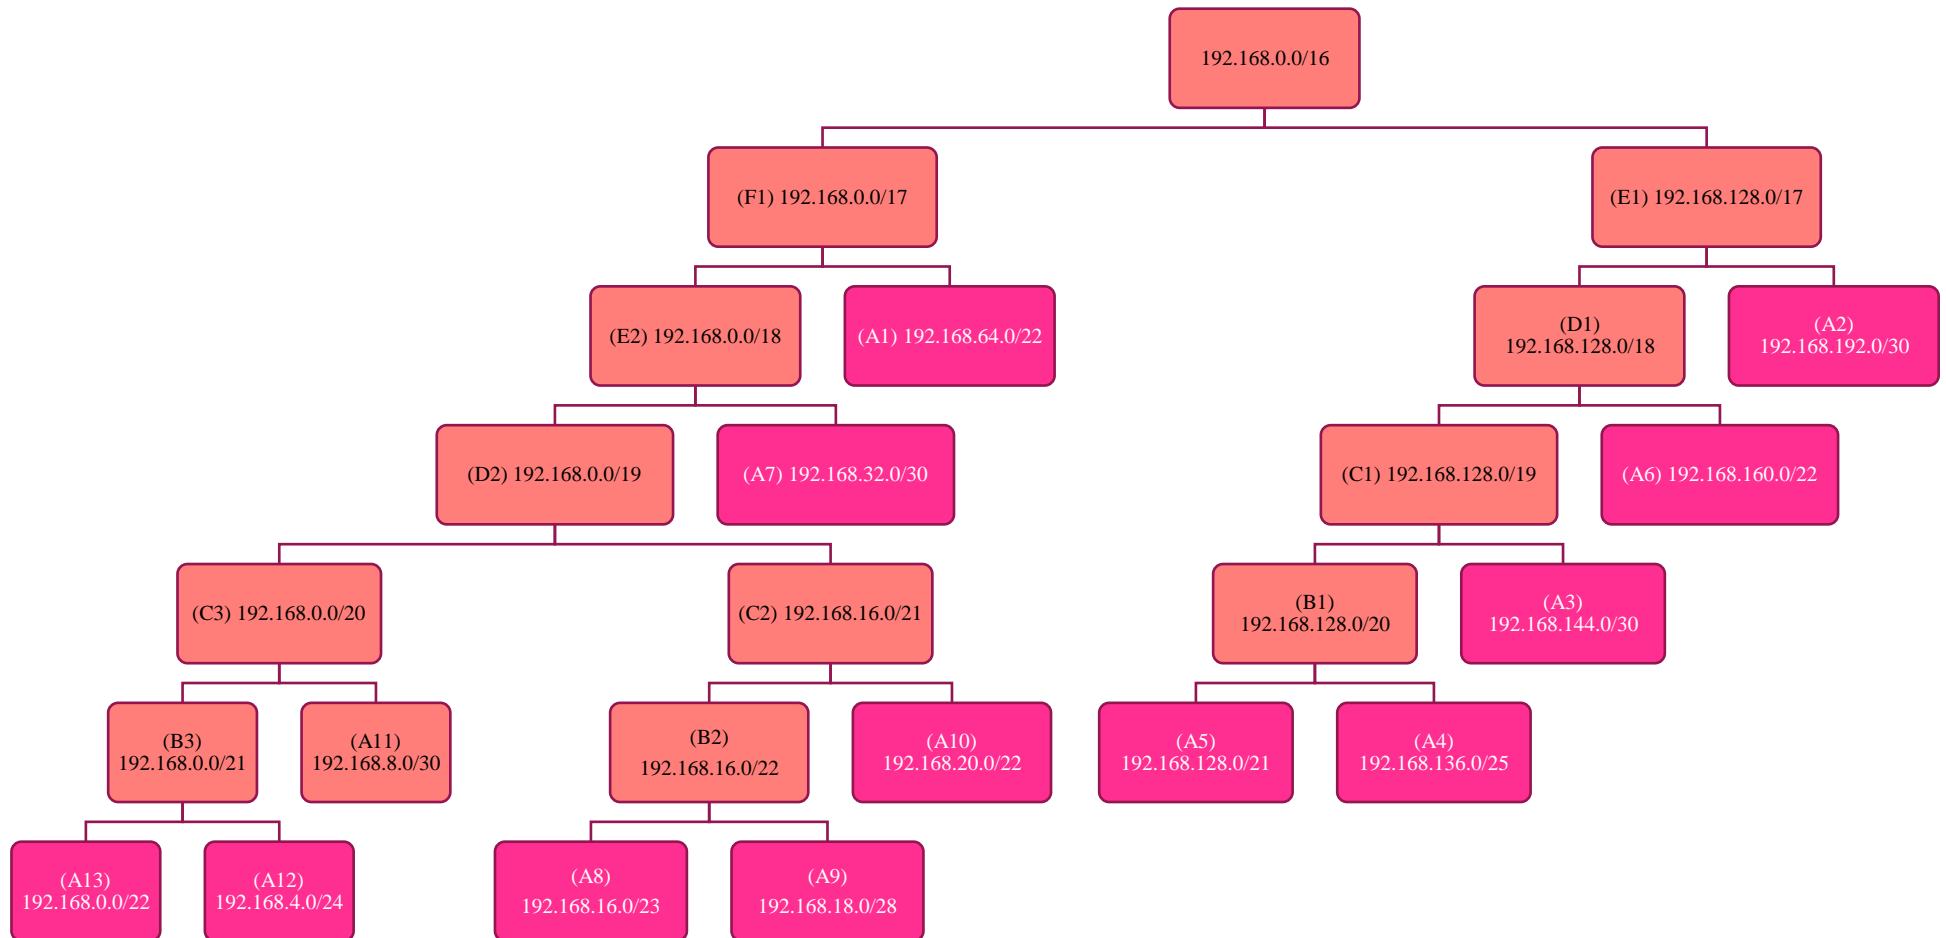 192.168.0.0/16
(F1) 192.168.0.0/17
(E1) 192.168.128.0/17
(E2) 192.168.0.0/18
(A1) 192.168.64.0/22
(D1)
192.168.128.0/18
(A2)
192.168.192.0/30
(D2) 192.168.0.0/19
(A7) 192.168.32.0/30
(C1) 192.168.128.0/19
(A6) 192.168.160.0/22
(C3) 192.168.0.0/20
(C2) 192.168.16.0/21
(B1)
192.168.128.0/20
(A3)
192.168.144.0/30
(B3)
192.168.0.0/21
(A11)
192.168.8.0/30
(B2)
192.168.16.0/22
(A10)
192.168.20.0/22
(A5)
192.168.128.0/21
(A4)
192.168.136.0/25
(A13)
192.168.0.0/22
(A12)
192.168.4.0/24
(A8)
192.168.16.0/23
(A9)
192.168.18.0/28